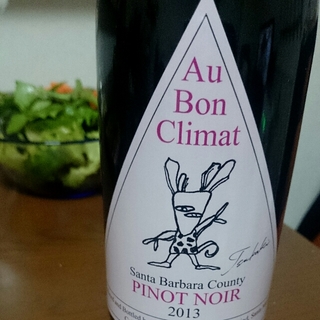 Au
Bon
Climat
Santa Barbara County
PINOT NOIR
2013